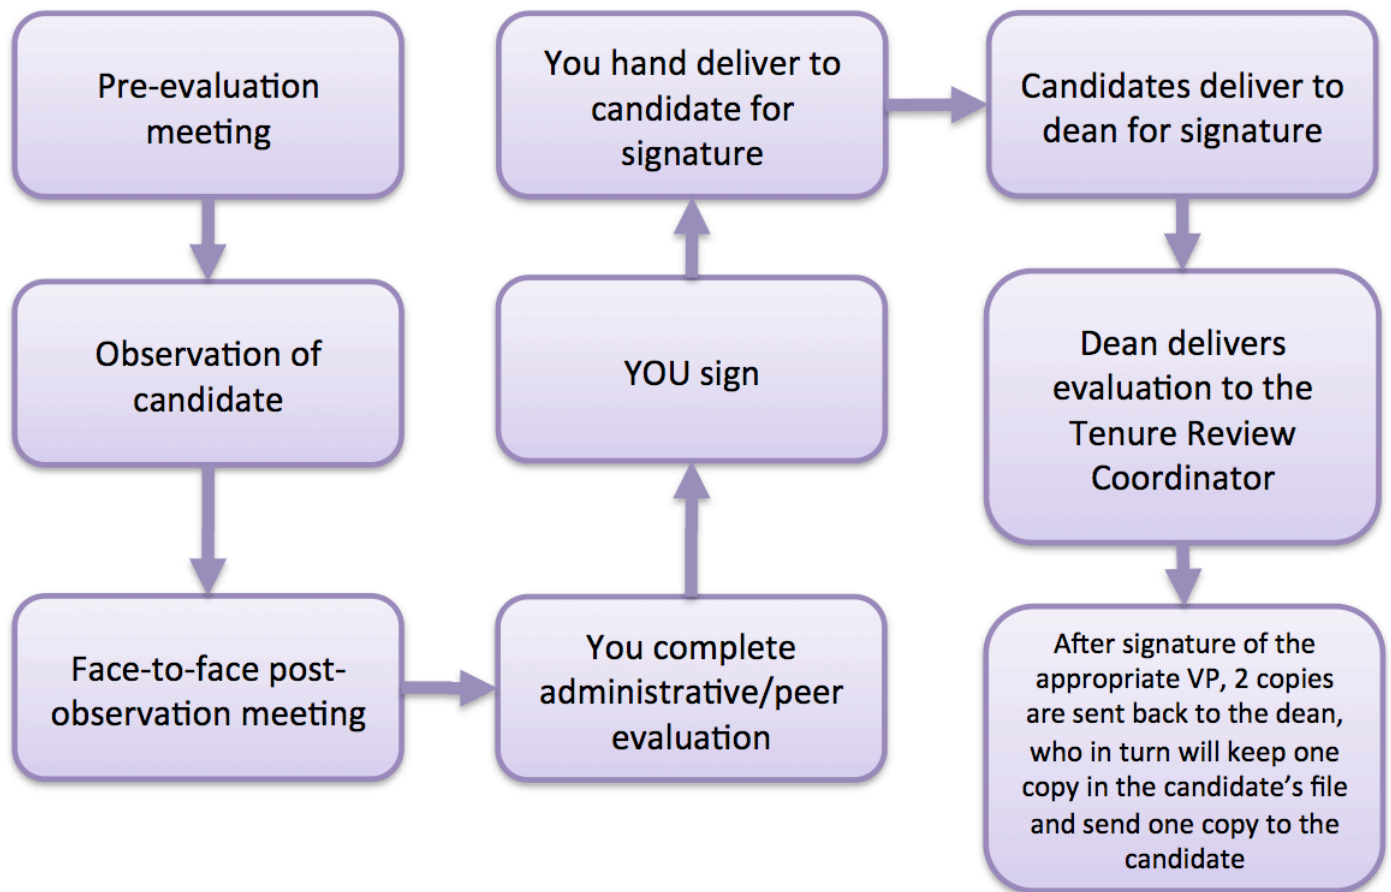 Pre-evaluation
meeting
Observation of
candidate
Face-to-face post-
observation meeting
You complete
administrative/peer
evaluation
YOU sign
You hand deliver to
candidate for
signature
Candidates deliver to
dean for signature
Dean delivers
evaluation to the
Tenure Review
Coordinator
After signature of the
appropriate VP, 2 copies
are sent back to the dean,
who in turn will keep one
copy in the candidate’s file
and send one copy to the
candidate